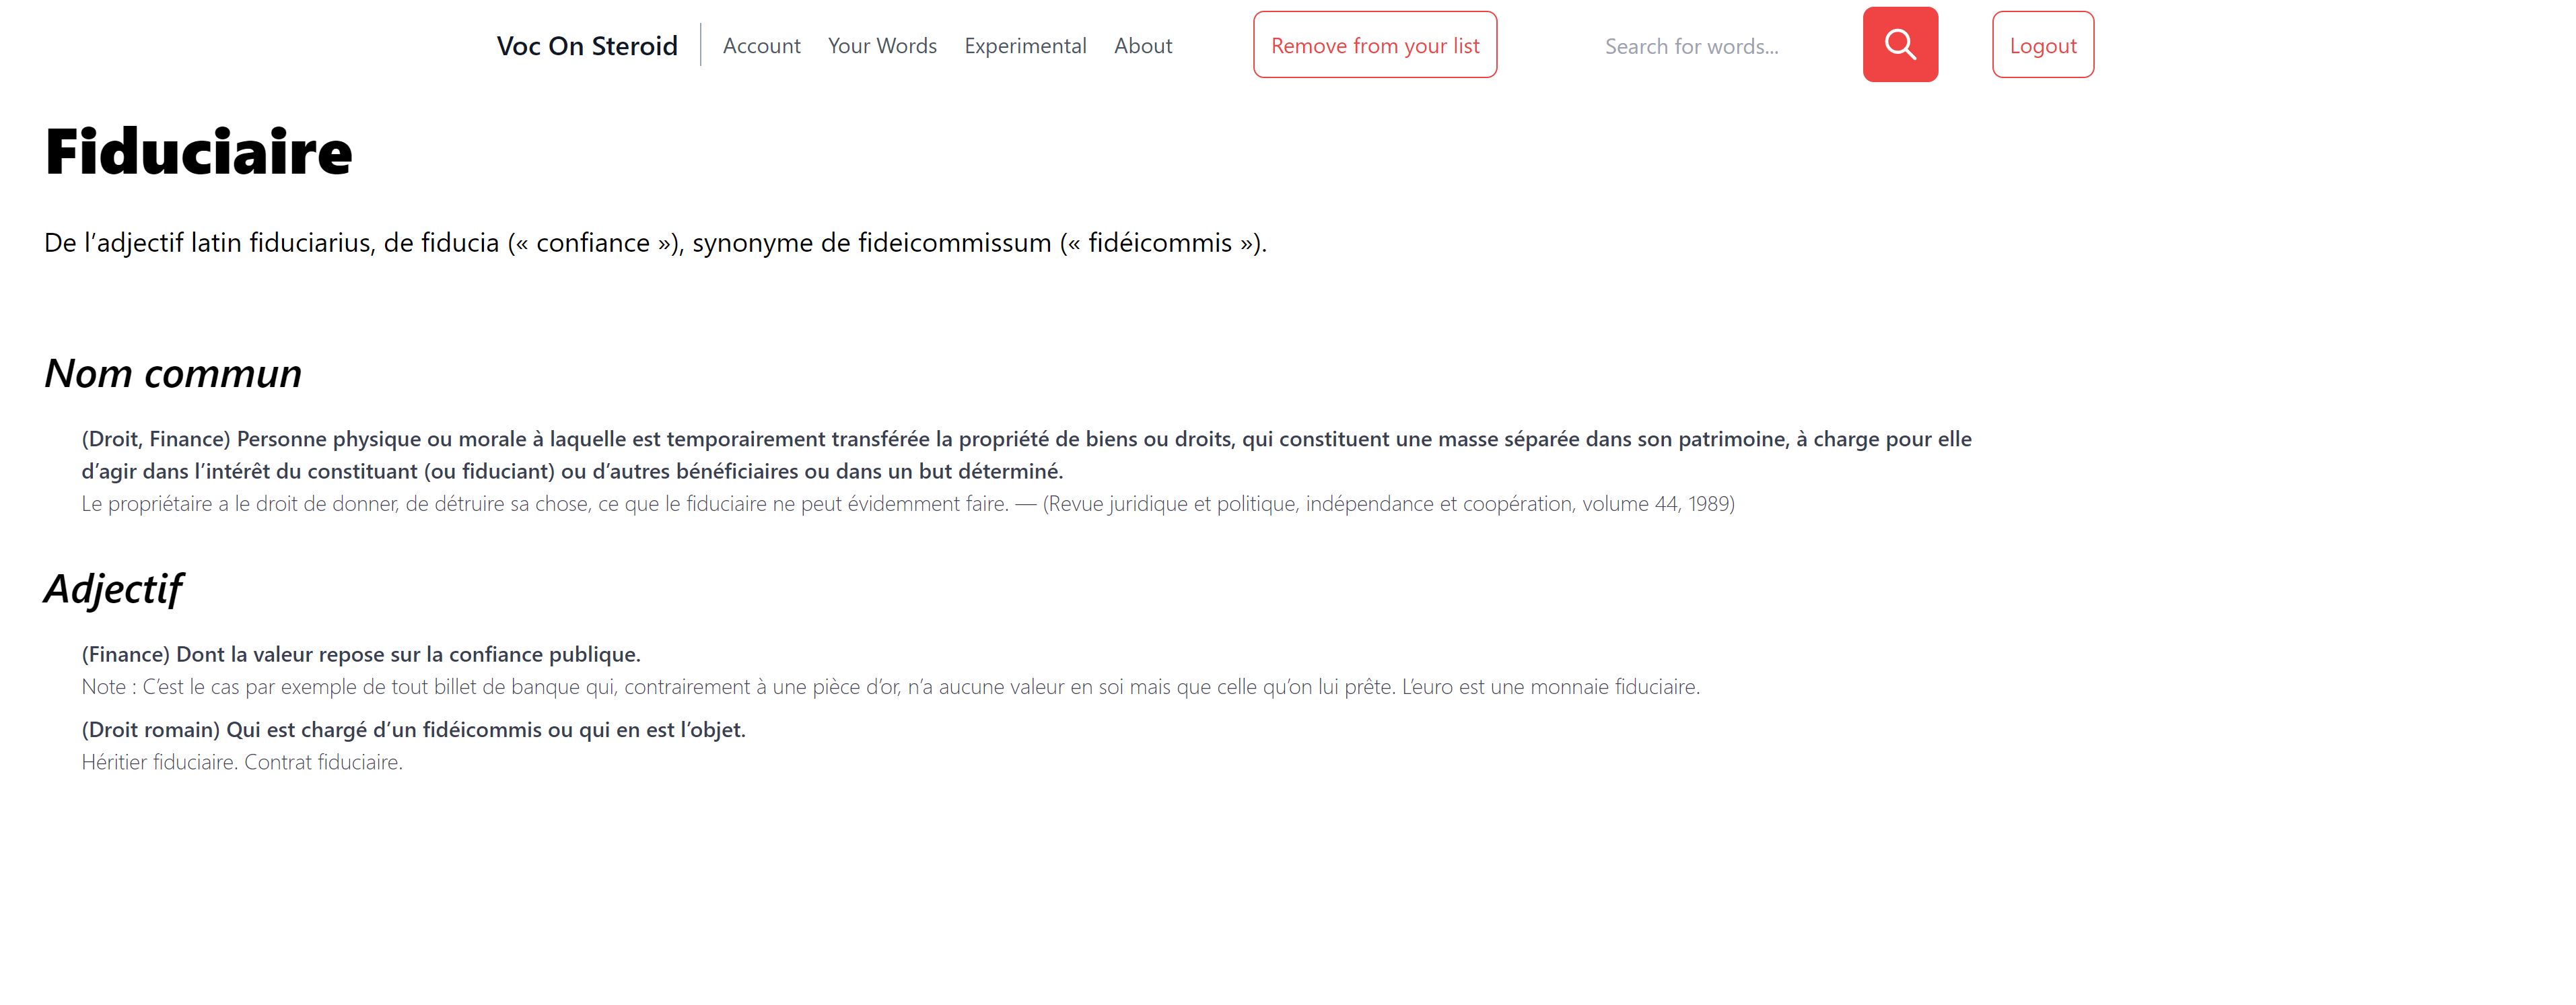 Voc On Steroid Account Your Words Experimental About Remove from your list Search for words... Logout
Fiduciaire
De l’adjectif latin fiduciarius, de fiducia (« confiance »), synonyme de fideicommissum (« fidéicommis »).
Nom commun
(Droit, Finance) Personne physique ou morale à laquelle est temporairement transférée la propriété de biens ou droits, qui constituent une masse séparée dans son patrimoine, à charge pour elle
d’agir dans l’intérêt du constituant (ou fiduciant) ou d’autres bénéficiaires ou dans un but déterminé.
Le propriétaire a le droit de donner, de détruire sa chose, ce que le fiduciaire ne peut évidemment faire. — (Revue juridique et politique, indépendance et coopération, volume 44, 1989)
Adjectif
(Finance) Dont la valeur repose sur la confiance publique.
Note : C’est le cas par exemple de tout billet de banque qui, contrairement à une pièce d’or, n’a aucune valeur en soi mais que celle qu’on lui prête. L’euro est une monnaie fiduciaire.
(Droit romain) Qui est chargé d’un fidéicommis ou qui en est l’objet.
Héritier fiduciaire. Contrat fiduciaire.